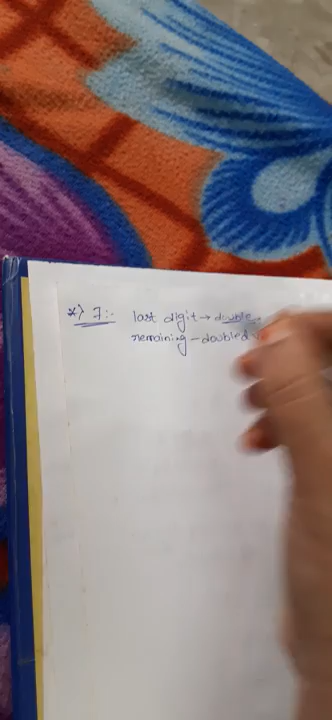 *) 7:- last digit → double
remaining - doubled